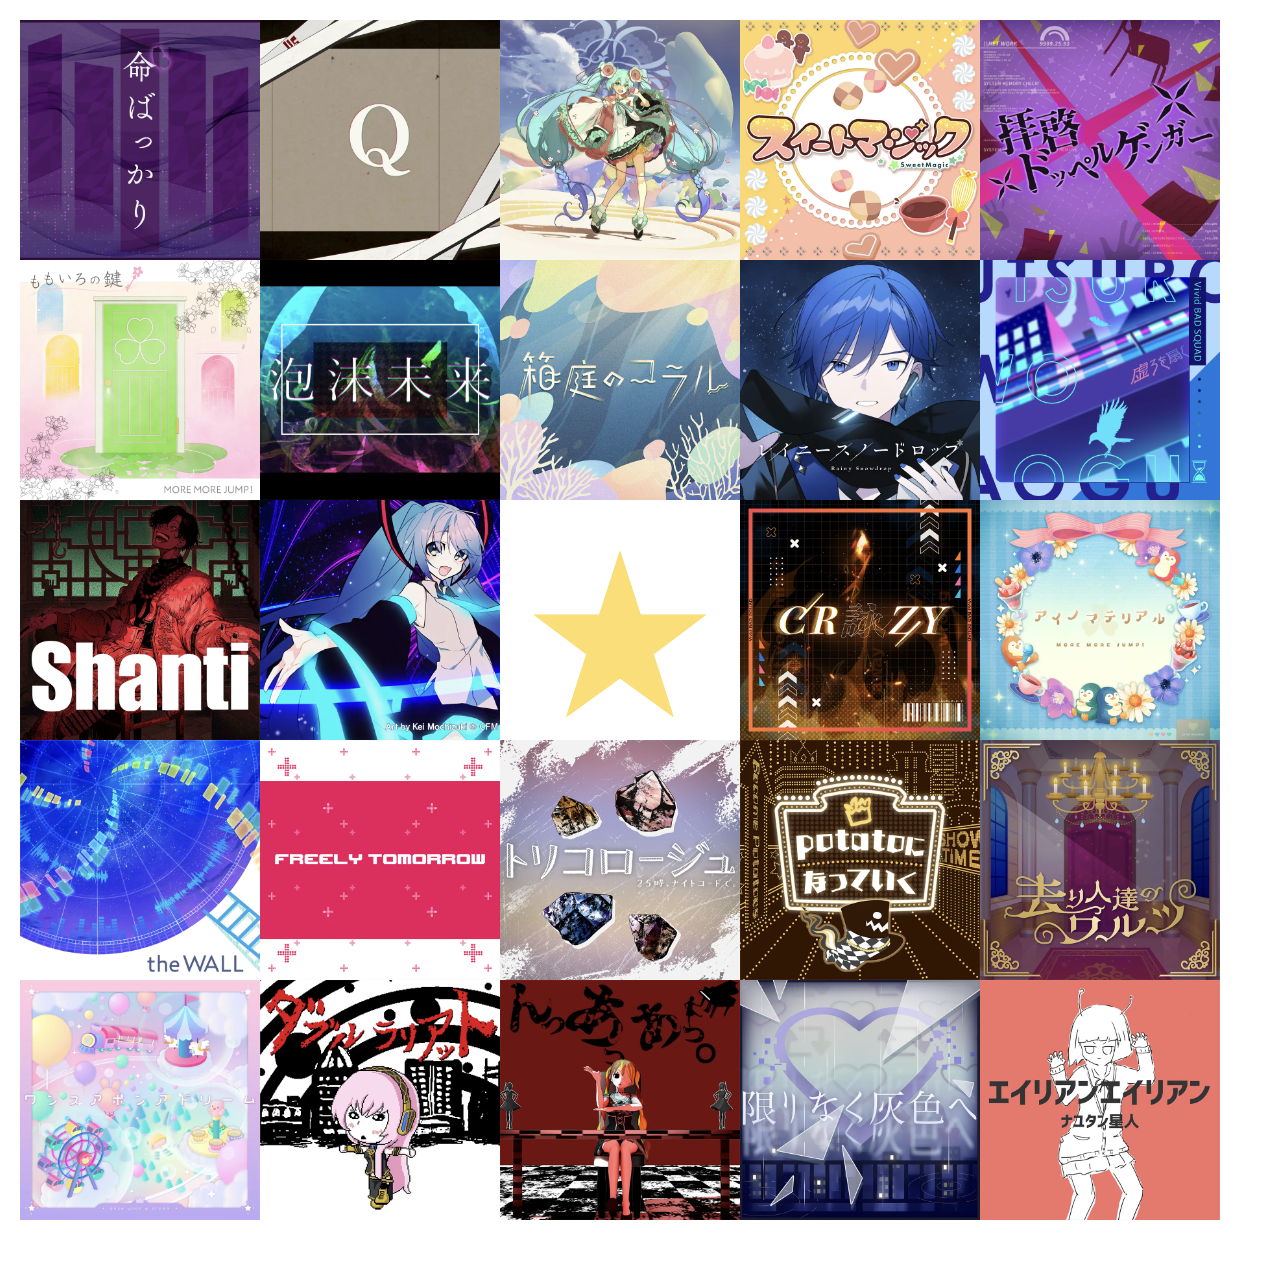 命ばっかり
Q
スイートマジック
SweetMagic
拝啓
ドッペルゲンガー
ももいろの鍵
MORE MORE JUMP!
泡沫未来
箱庭のコラル
レイニースノードロップ
Rainy Snowdrop
UTSURO
WO
AOGU
虚ろを扇ぐ
Vivid BAD SQUAD
Shanti
Art by Kei Mochizuki © CFM
CR詠ZY
アイノマテリアル
MORE MORE JUMP!
the WALL
FREELY TOMORROW
トリコロージュ
25時、ナイトコードで。
potatoに
なっていく
SHOW
TIME
去り人達の
ワルツ
ワンスアポンアドリーム
ダブルラリアット
んっあっあっ。
限りなく灰色へ
エイリアンエイリアン
ナユタン星人